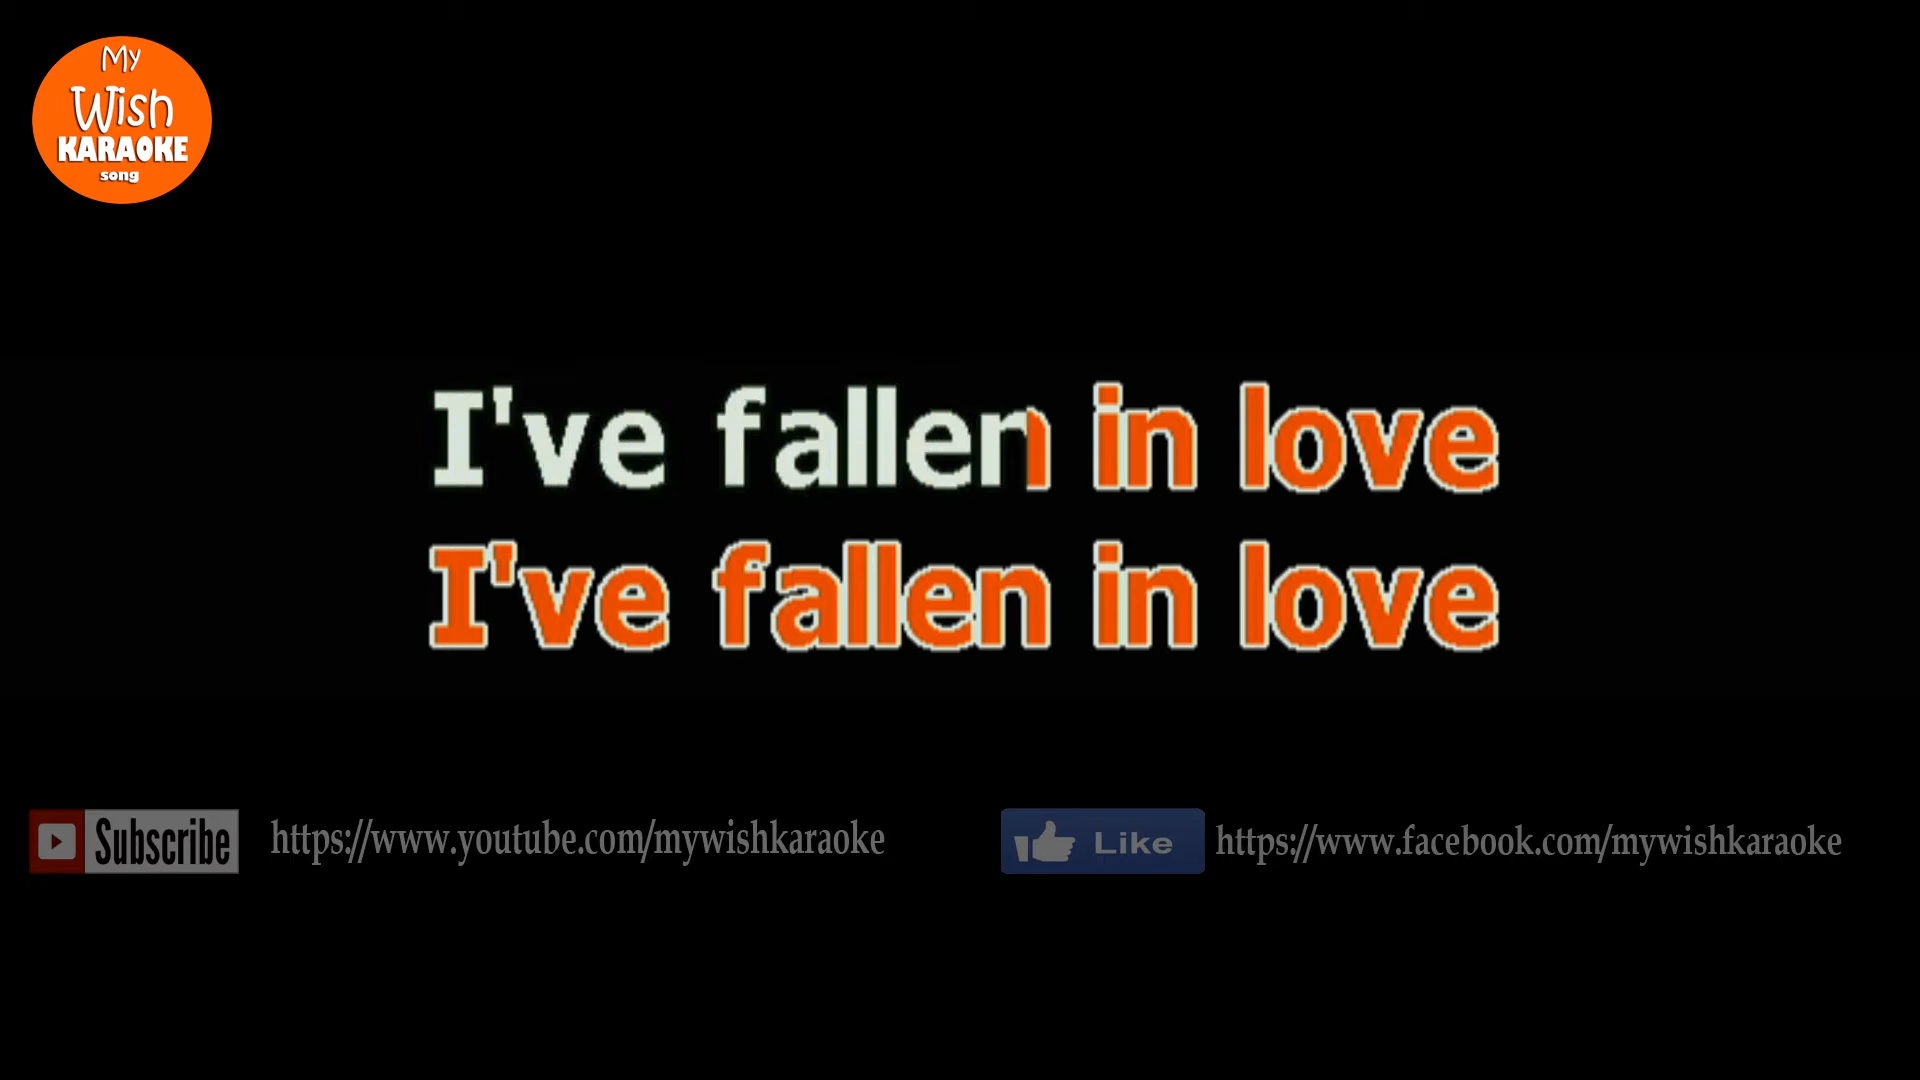 My
Wish
KARAOKE
song
I've fallen in love
I've fallen in love
Subscribe https://www.youtube.com/mywishkaraoke
Like https://www.facebook.com/mywishkaraoke